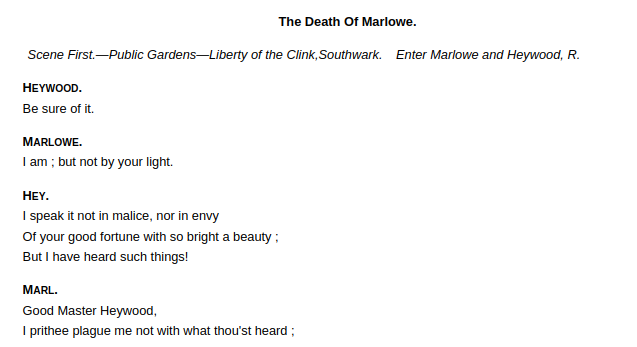 The Death Of Marlowe.
Scene First.—Public Gardens—Liberty of the Clink,Southwark. Enter Marlowe and Heywood, R.
HEYWOOD.
Be sure of it.
MARLOWE.
I am ; but not by your light.
HEY.
I speak it not in malice, nor in envy
Of your good fortune with so bright a beauty ;
But I have heard such things!
MARL.
Good Master Heywood,
I prithee plague me not with what thou'st heard ;